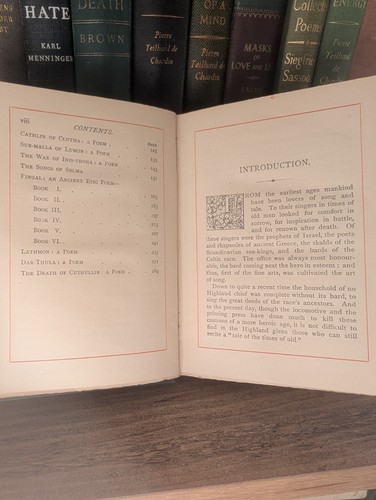 HATE
KARL
MENNINGER
DEATH
BROWN
Pierre
Teilhard de
Chardin
OF A
MIND
Pierre
Teilhard de
Chardin
MASKS
OF
LOVE and
Collected
Poems
Siegfried
Sassoon
ENERGY
Pierre
Teilhard de
Chardin
viii
CONTENTS.
PAGE
CATHLIN OF CLUTHA: A POEM
SUL-MALLA OF LUMON: A POEM
THE WAR OF INIS-THONA: A POEM
THE SONGS OF SELMA
FINGAL: AN ANCIENT EPIC POEM—
BOOK I.
BOOK II.
BOOK III.
BOOK IV.
BOOK V.
BOOK VI.
LATHMON: A POEM
DAR-THULA: A POEM
THE DEATH OF CUTHULLIN: A POEM
INTRODUCTION.
FROM the earliest ages mankind
have been lovers of song and
tale. To their singers in times of
old men looked for comfort in
sorrow, for inspiration in battle,
and for renown after death. Of
these singers were the prophets of Israel, the poets
and rhapsodes of ancient Greece, the skalds of the
Scandinavian sea-kings, and the bards of the
Celtic race. The office was always most honour-
able, the bard coming next the hero in esteem; and
thus, first of the fine arts, was cultivated the art
of song.
Down to quite a recent time the household of no
Highland chief was complete without its bard, to
sing the great deeds of the race's ancestors. And
to the present day, though the locomotive and the
printing press have done much to kill these
customs of a more heroic age, it is not difficult to
find in the Highland glens those who can still
recite a "tale of the times of old."